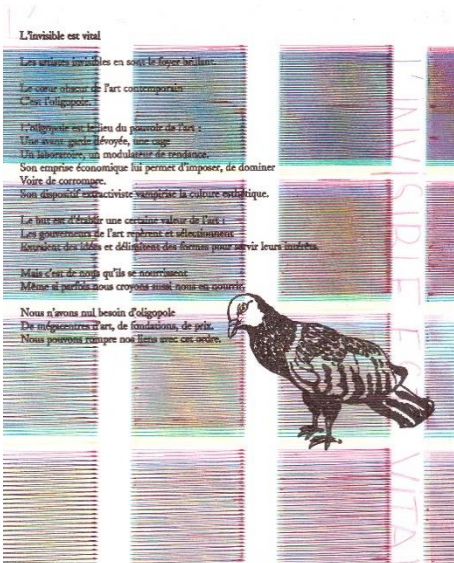 L'invisible est vital
Les artistes invisibles en sont le foyer brillant.
Le cœur obscur de l'art contemporain
C'est l'oligopole.
L'oligopole est le lieu du pouvoir de l'art :
Une avant-garde dévoyée, une cage
Un laboratoire, un modulateur de tendance.
Son emprise économique lui permet d'imposer, de dominer
Voire de corrompre.
Son dispositif extractiviste vampirise la culture esthétique.
Le but est d'établir une certaine valeur de l'art :
Les gouverneurs de l'art repèrent et sélectionnent
Essoraient des idées et délimitent des formes pour servir leurs intérêts.
Mais c'est de nous qu'ils se nourrissent
Même si parfois nous croyons aussi nous en nourrir.
Nous n'avons nul besoin d'oligopole
De mégacentres d'art, de fondations, de prix.
Nous pouvons rompre nos liens avec cet ordre.
L'INVISIBLE EST VITA